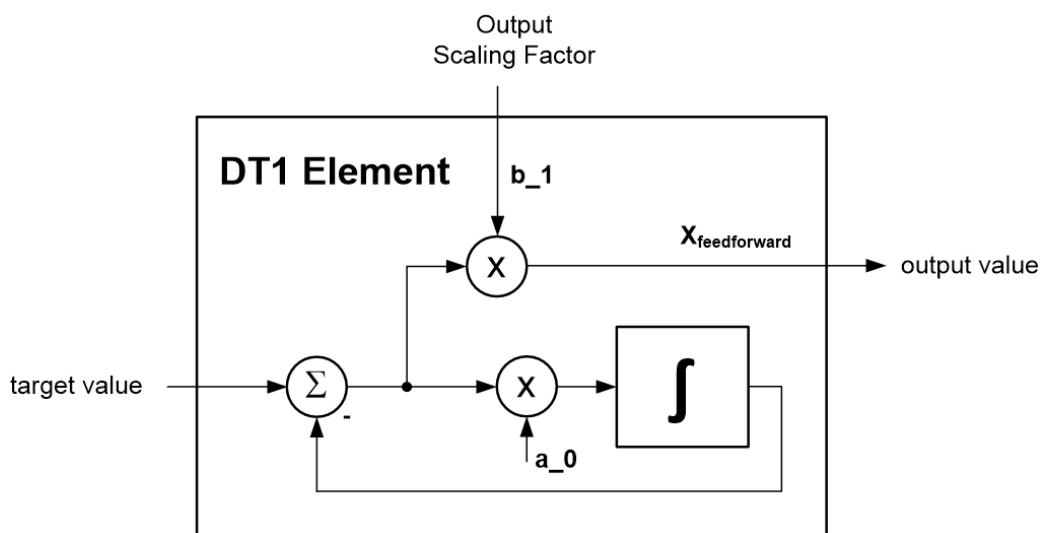 Output
Scaling Factor
DT1 Element
b_1
X
Xfeedforward
output value
target value
Σ
-
X
∫
a_0